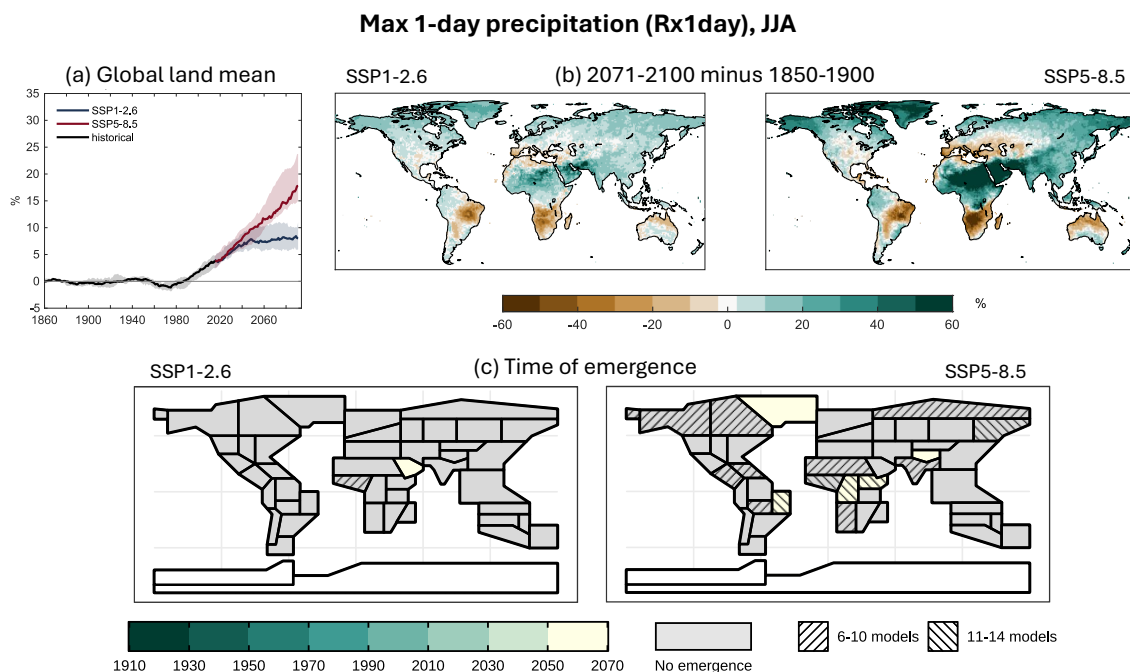 Max 1-day precipitation (Rx1day), JJA
(a) Global land mean
SSP1-2.6
(b) 2071-2100 minus 1850-1900
SSP5-8.5
35
30
25
20
15
10
5
0
-5
%
SSP1-2.6
SSP5-8.5
historical
1860
1900
1940
1980
2020
2060
-60
-40
-20
0
20
40
60
%
SSP1-2.6
(c) Time of emergence
SSP5-8.5
1910
1930
1950
1970
1990
2010
2030
2050
2070
No emergence
6-10 models
11-14 models